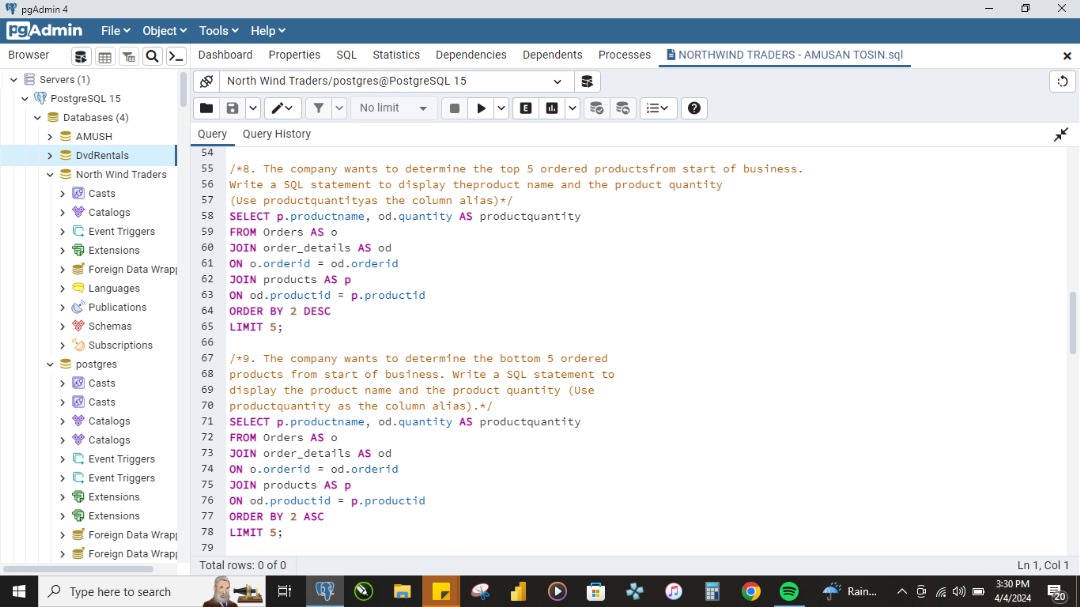 pgAdmin 4
pgAdmin File Object Tools Help
Browser
Dashboard Properties SQL Statistics Dependencies Dependents Processes NORTHWIND TRADERS - AMUSAN TOSIN.sql
North Wind Traders/postgres@PostgreSQL 15
No limit
E
Query Query History
Servers (1)
PostgreSQL 15
Databases (4)
AMUSH
DvdRentals
North Wind Traders
Casts
Catalogs
Event Triggers
Extensions
Foreign Data Wrapp
Languages
Publications
Schemas
Subscriptions
postgres
Casts
Casts
Catalogs
Catalogs
Event Triggers
Event Triggers
Extensions
Extensions
Foreign Data Wrapp
Foreign Data Wrapp
54
55 /*8. The company wants to determine the top 5 ordered productsfrom start of business.
56 Write a SQL statement to display theproduct name and the product quantity
57 (Use productquantityas the column alias)*/
58 SELECT p.productname, od.quantity AS productquantity
59 FROM Orders AS o
60 JOIN order_details AS od
61 ON o.orderid = od.orderid
62 JOIN products AS p
63 ON od.productid = p.productid
64 ORDER BY 2 DESC
65 LIMIT 5;
66
67 /*9. The company wants to determine the bottom 5 ordered
68 products from start of business. Write a SQL statement to
69 display the product name and the product quantity (Use
70 productquantity as the column alias).*/
71 SELECT p.productname, od.quantity AS productquantity
72 FROM Orders AS o
73 JOIN order_details AS od
74 ON o.orderid = od.orderid
75 JOIN products AS p
76 ON od.productid = p.productid
77 ORDER BY 2 ASC
78 LIMIT 5;
79
Total rows: 0 of 0 Ln 1, Col 1
Type here to search
Rain...
3:30 PM
4/4/2024
20